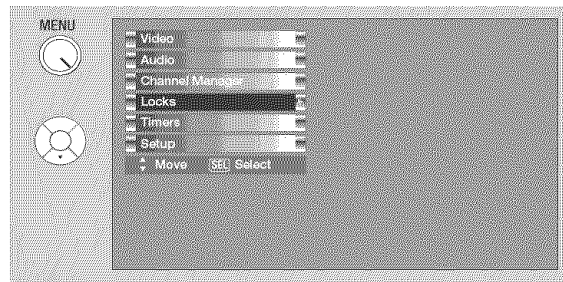 MENU
Video
Audio
Channel Manager
Locks
Timers
Setup
Move SEL Select